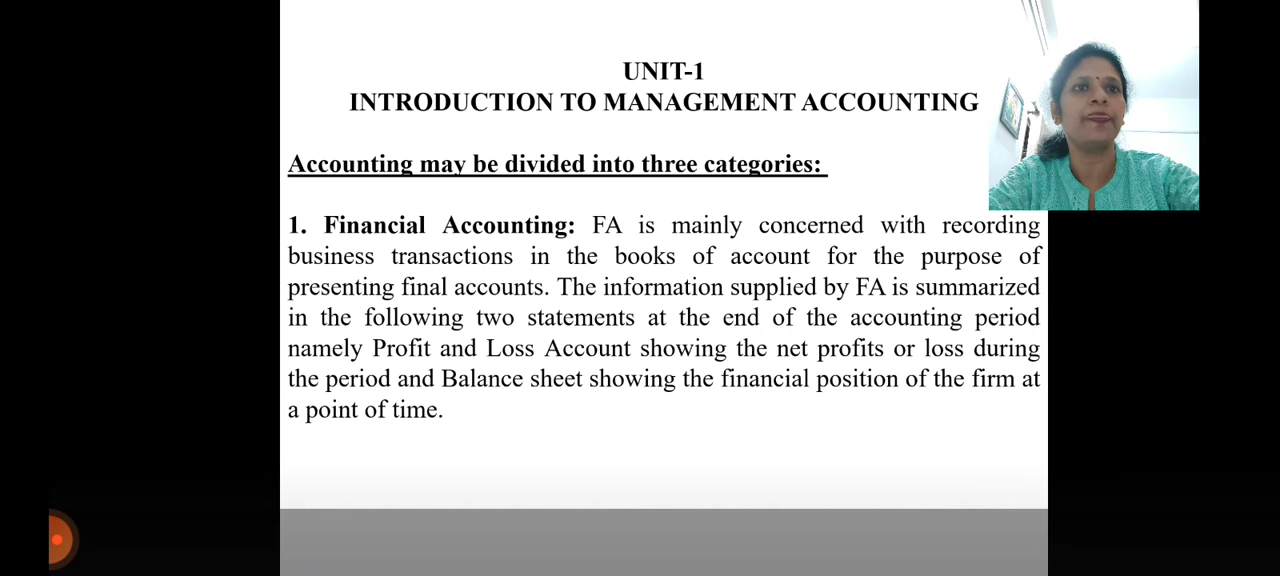 UNIT-1
INTRODUCTION TO MANAGEMENT ACCOUNTING
Accounting may be divided into three categories:
1. Financial Accounting: FA is mainly concerned with recording
business transactions in the books of account for the purpose of
presenting final accounts. The information supplied by FA is summarized
in the following two statements at the end of the accounting period
namely Profit and Loss Account showing the net profits or loss during
the period and Balance sheet showing the financial position of the firm at
a point of time.